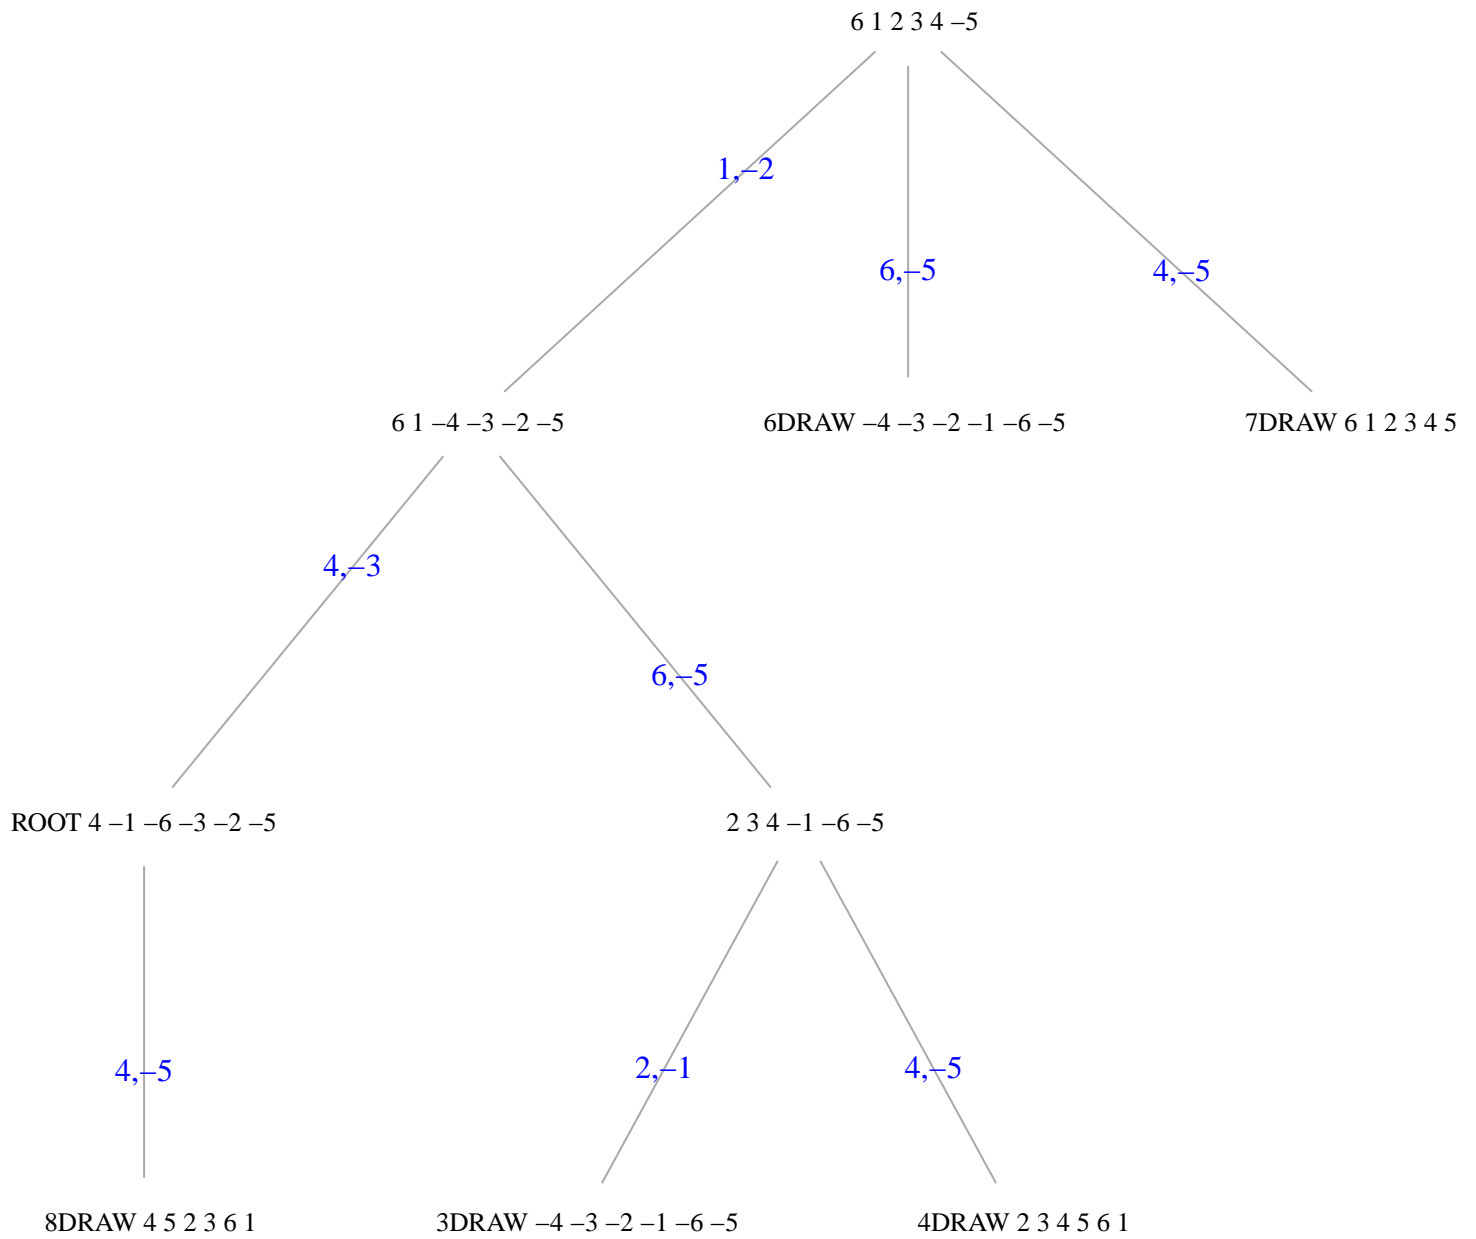 6 1 2 3 4 –5
1,–2
6,–5
4,–5
6 1 –4 –3 –2 –5
6DRAW –4 –3 –2 –1 –6 –5
7DRAW 6 1 2 3 4 5
4,–3
6,–5
ROOT 4 –1 –6 –3 –2 –5
2 3 4 –1 –6 –5
4,–5
2,–1
4,–5
8DRAW 4 5 2 3 6 1
3DRAW –4 –3 –2 –1 –6 –5
4DRAW 2 3 4 5 6 1